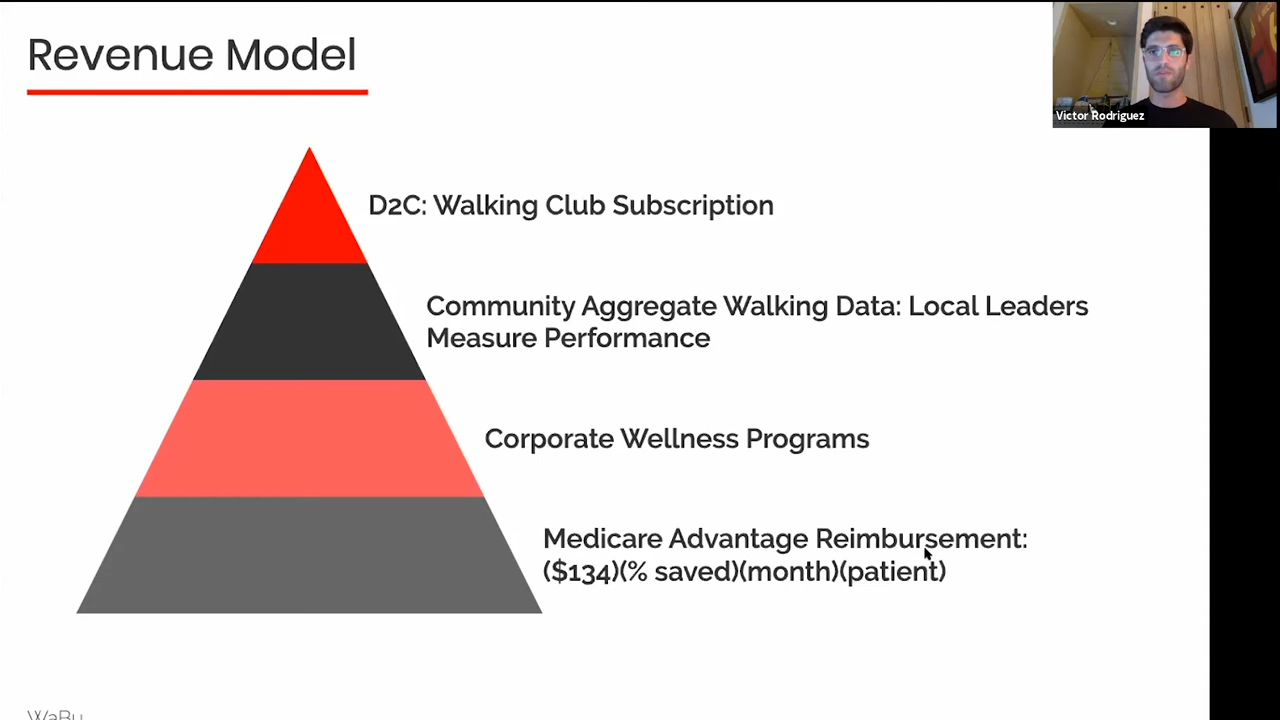 Revenue Model
Victor Rodriguez
D2C: Walking Club Subscription
Community Aggregate Walking Data: Local Leaders
Measure Performance
Corporate Wellness Programs
Medicare Advantage Reimbursement:
($134)(% saved)(month)(patient)
WaBu